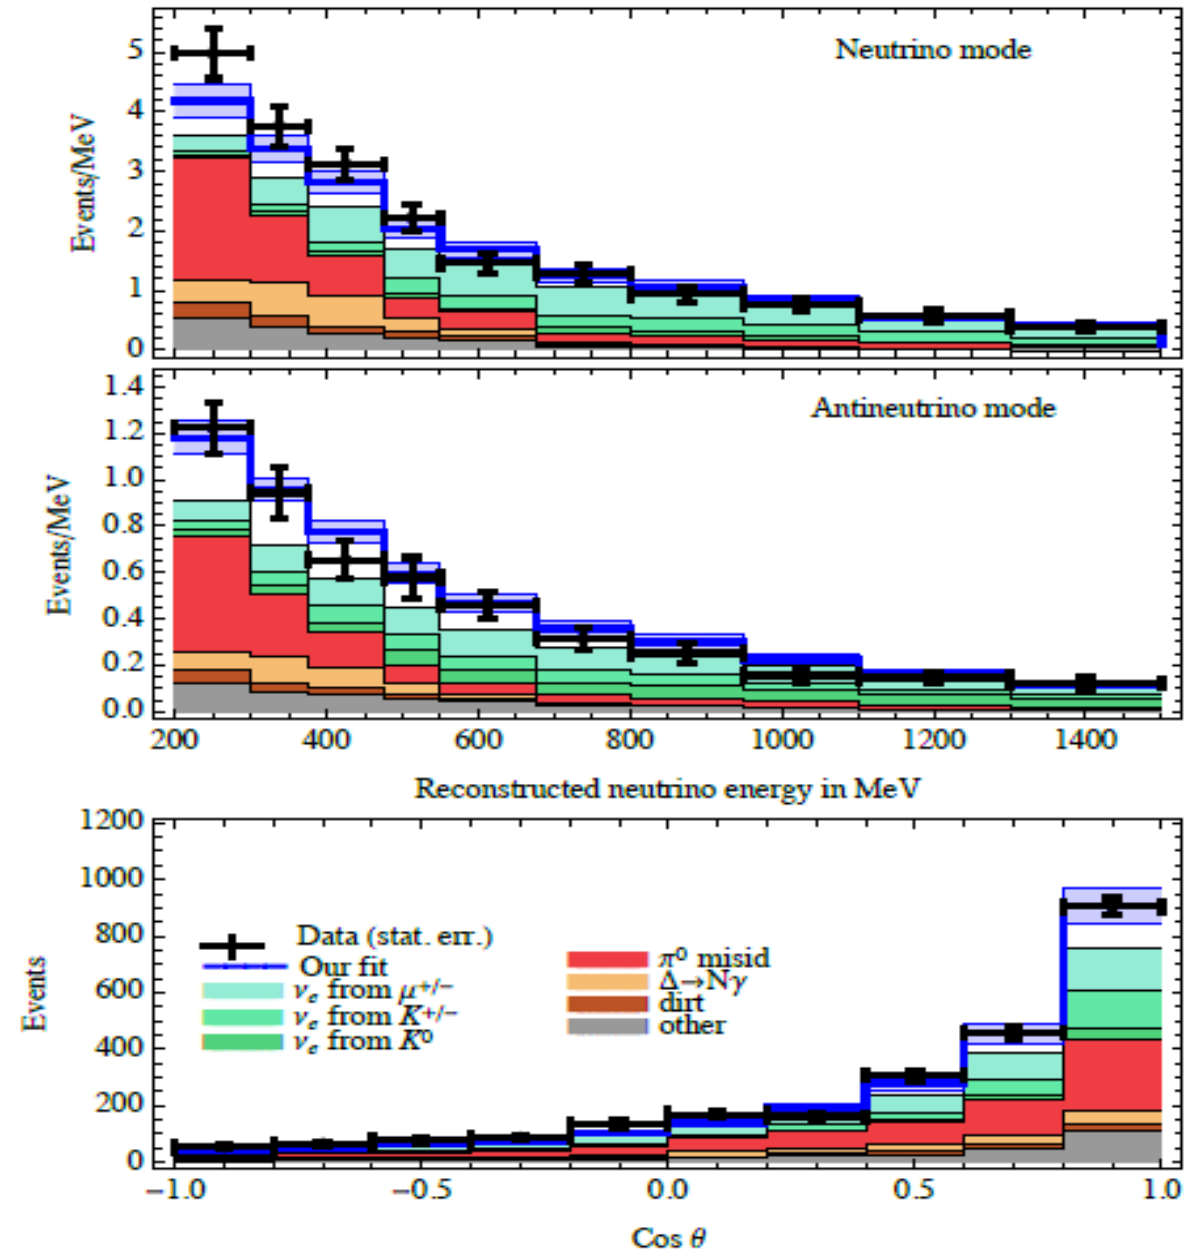 Neutrino mode
Events/MeV
5
4
3
2
1
0
Antineutrino mode
Events/MeV
1.4
1.2
1.0
0.8
0.6
0.4
0.2
0.0
200 400 600 800 1000 1200 1400
Reconstructed neutrino energy in MeV
Events
1200
1000
800
600
400
200
0
Data (stat. err.)
Our fit
νe from μ+/−
νe from K+/−
νe from K0
π0 misid
Δ→Nγ
dirt
other
−1.0 −0.5 0.0 0.5 1.0
Cos θ